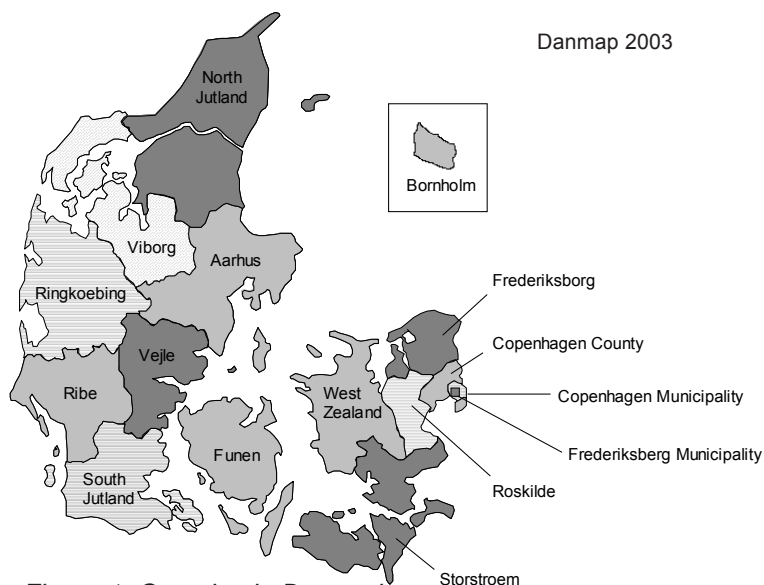 Danmap 2003
North
Jutland
Bornholm
Viborg
Aarhus
Ringkoebing
Frederiksborg
Copenhagen County
Vejle
Ribe
West
Zealand
Copenhagen Municipality
Funen
Frederiksberg Municipality
South
Jutland
Roskilde
Storstroem